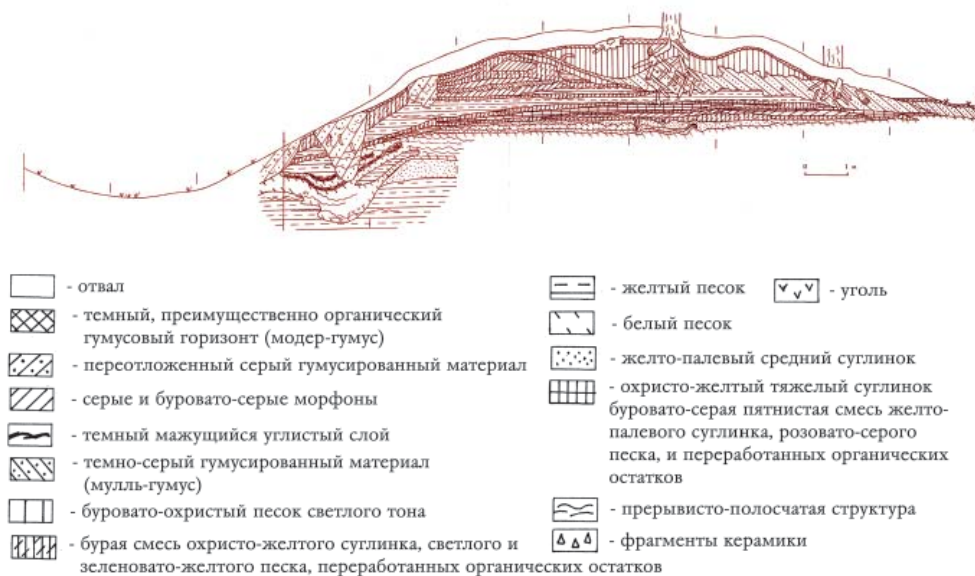 0 1 м
- отвал
- темный, преимущественно органический
гумусовый горизонт (модер-гумус)
- переотложенный серый гумусированный материал
- серые и буровато-серые морфоны
- темный мажущийся углистый слой
- темно-серый гумусированный материал
(мулль-гумус)
- буровато-охристый песок светлого тона
- бурая смесь охристо-желтого суглинка, светлого и
зеленовато-желтого песка, переработанных органических остатков
- желтый песок
- уголь
- белый песок
- желто-палевый средний суглинок
- охристо-желтый тяжелый суглинок
буровато-серая пятнистая смесь желто-
палевого суглинка, розовато-серого
песка, и переработанных органических
остатков
- прерывисто-полосчатая структура
- фрагменты керамики